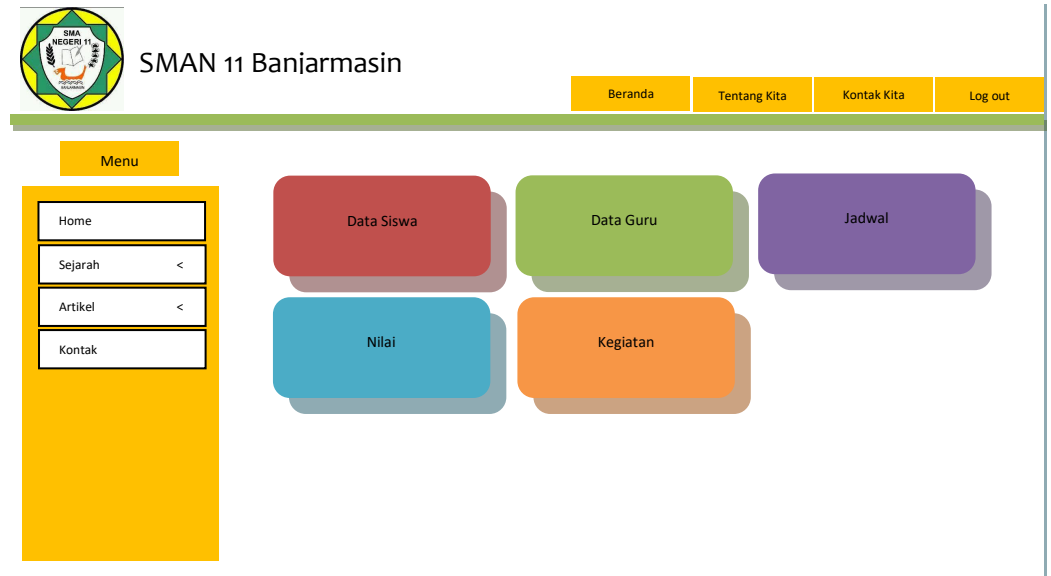 SMA
NEGERI 11
BANJARMASIN
SMAN 11 Banjarmasin
Beranda
Tentang Kita
Kontak Kita
Log out
Menu
Home
Sejarah <
Artikel <
Kontak
Data Siswa
Data Guru
Jadwal
Nilai
Kegiatan